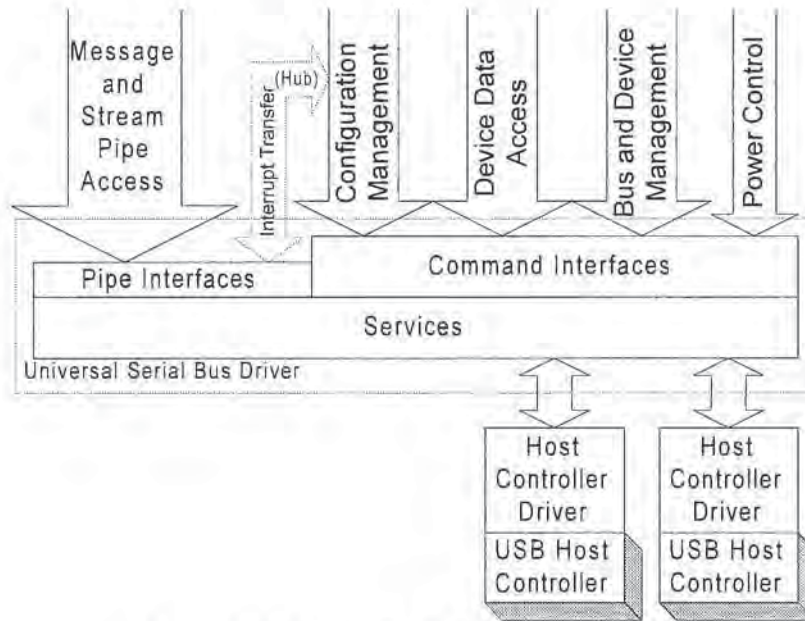 Message
and
Stream
Pipe
Access
Interrupt Transfer
(Hub)
Configuration
Management
Device Data
Access
Bus and Device
Management
Power Control
Pipe Interfaces
Command Interfaces
Services
Universal Serial Bus Driver
Host
Controller
Driver
USB Host
Controller
Host
Controller
Driver
USB Host
Controller